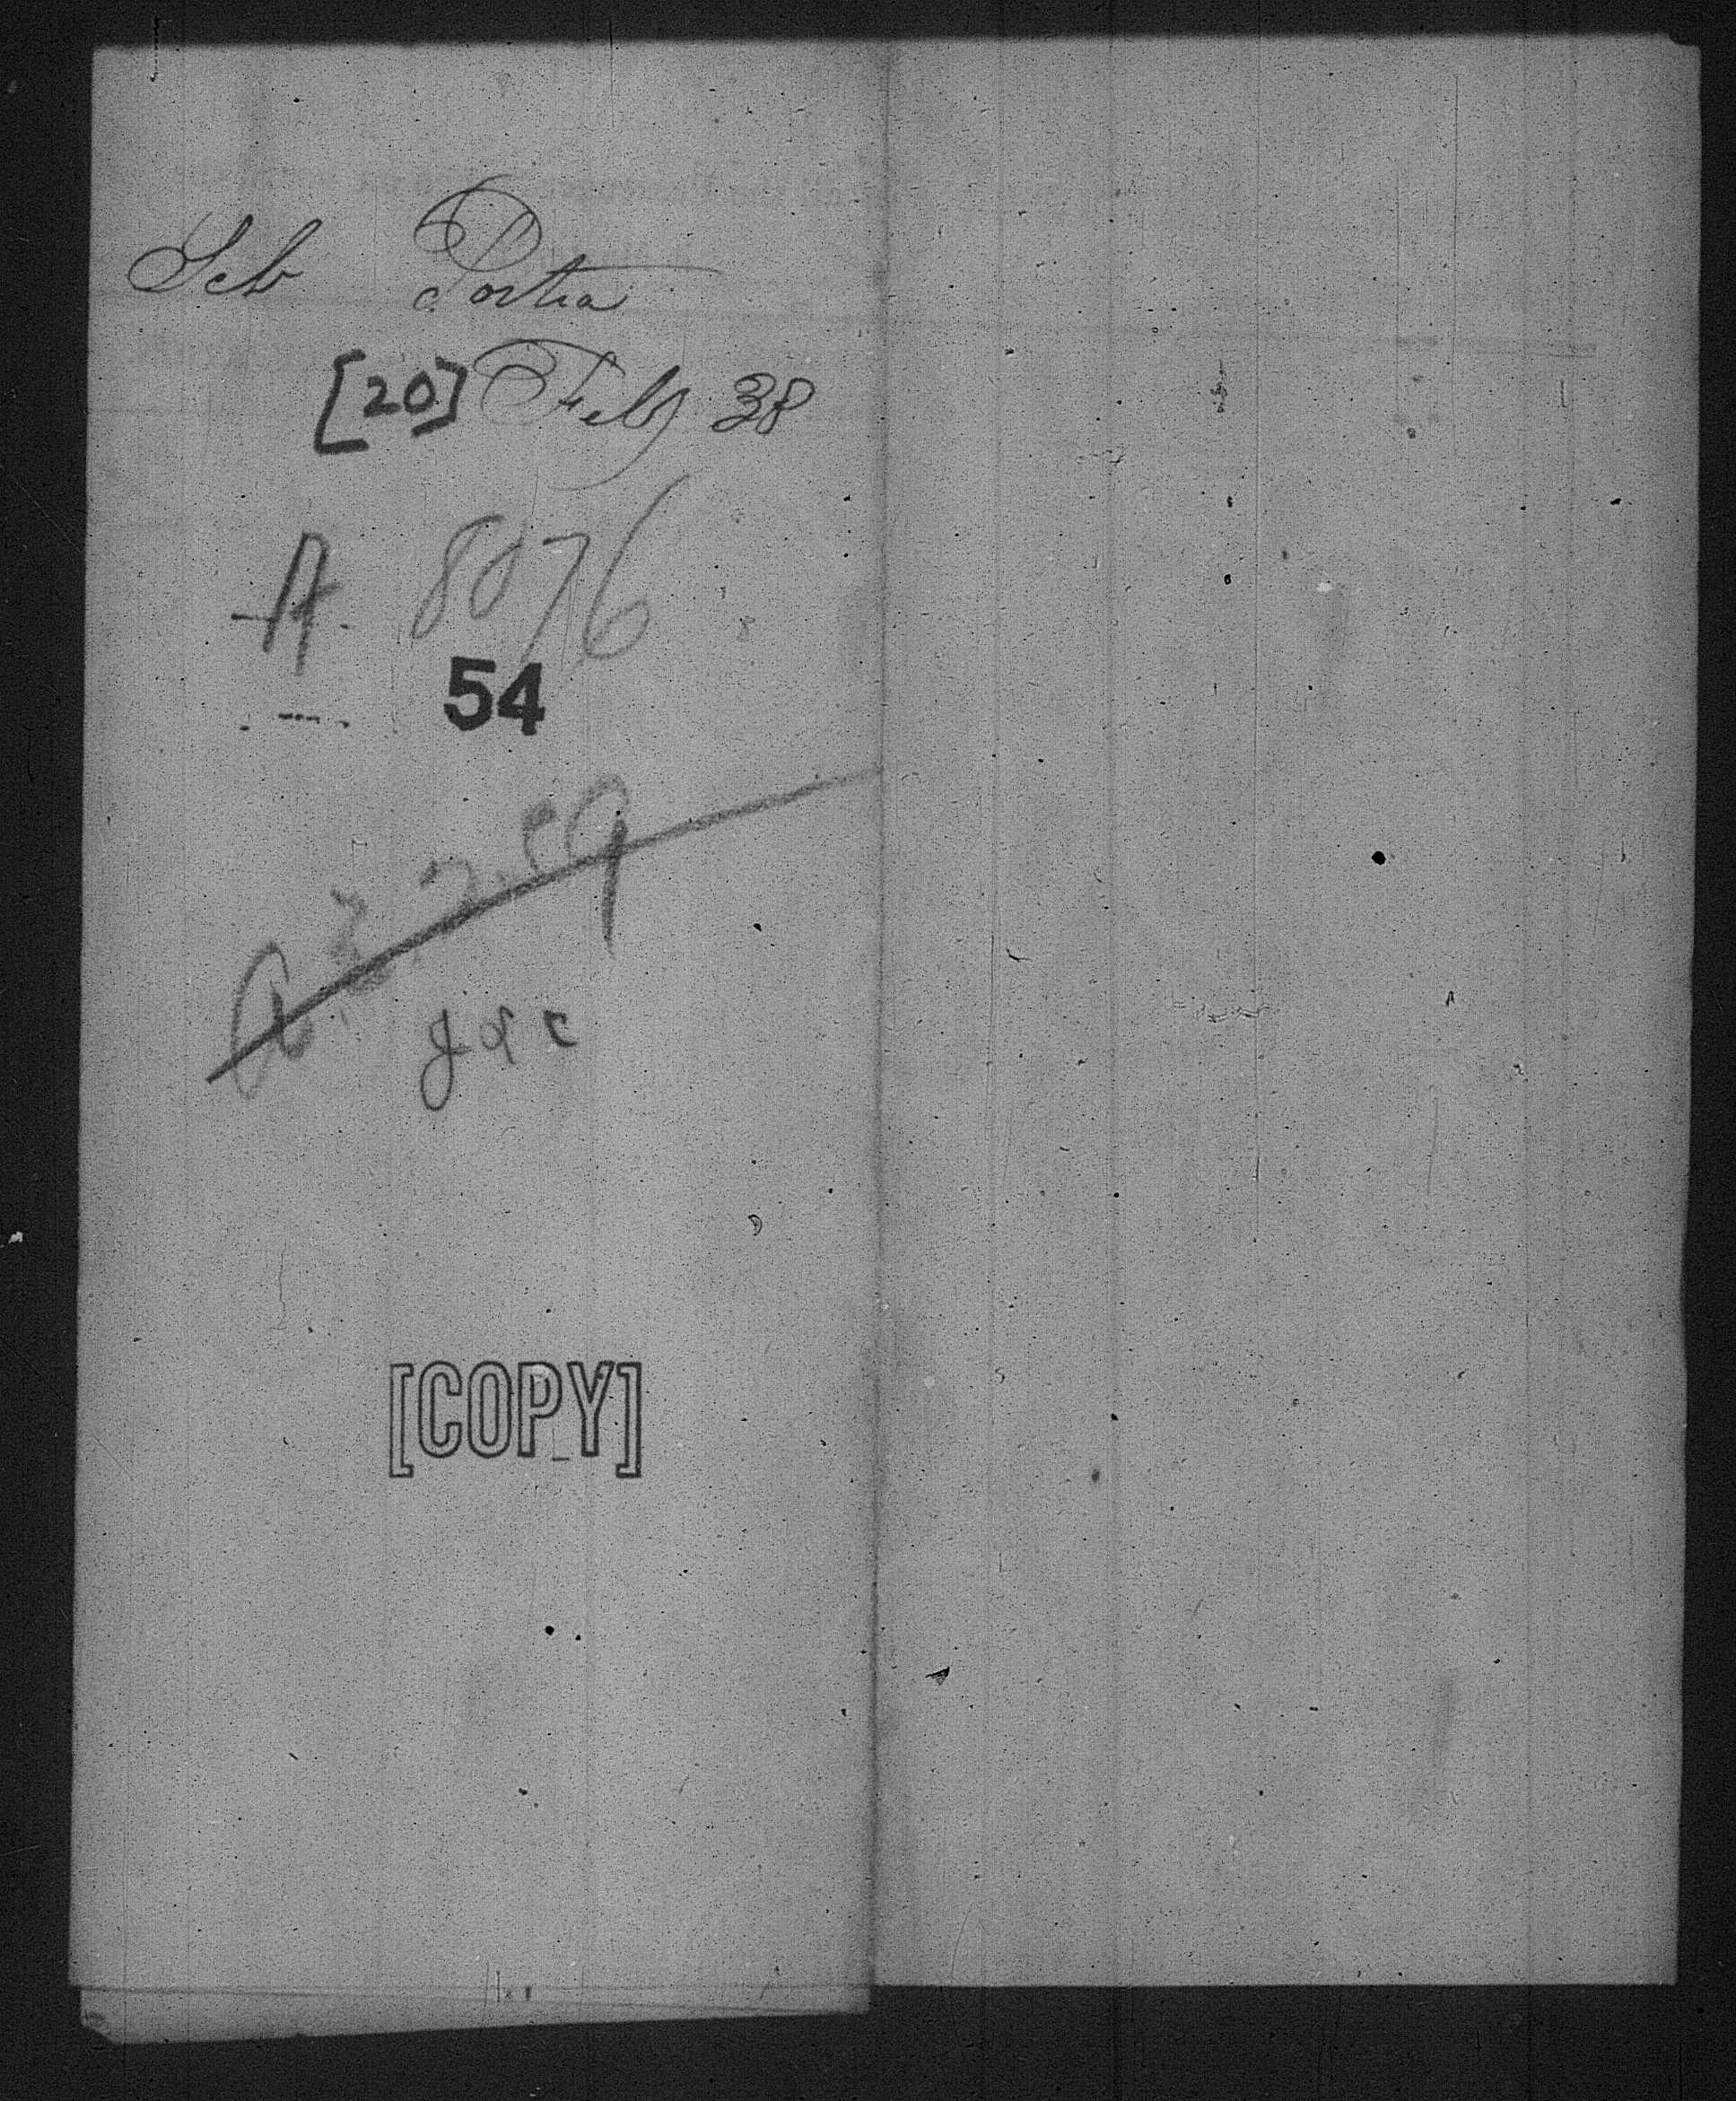 Sch Portia
[20] Feby 38
A. 8076
54
[COPY]